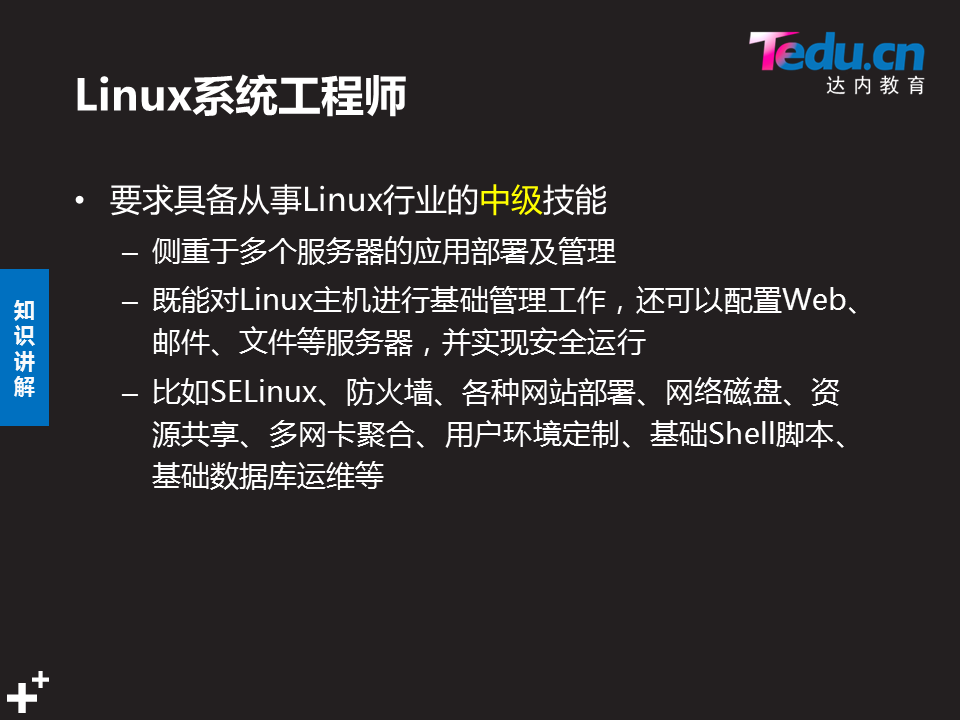 Tedu.cn
达内教育
Linux系统工程师
• 要求具备从事Linux行业的中级技能
– 侧重于多个服务器的应用部署及管理
– 既能对Linux主机进行基础管理工作，还可以配置Web、
邮件、文件等服务器，并实现安全运行
– 比如SELinux、防火墙、各种网站部署、网络磁盘、资
源共享、多网卡聚合、用户环境定制、基础Shell脚本、
基础数据库运维等
知
识
讲
解